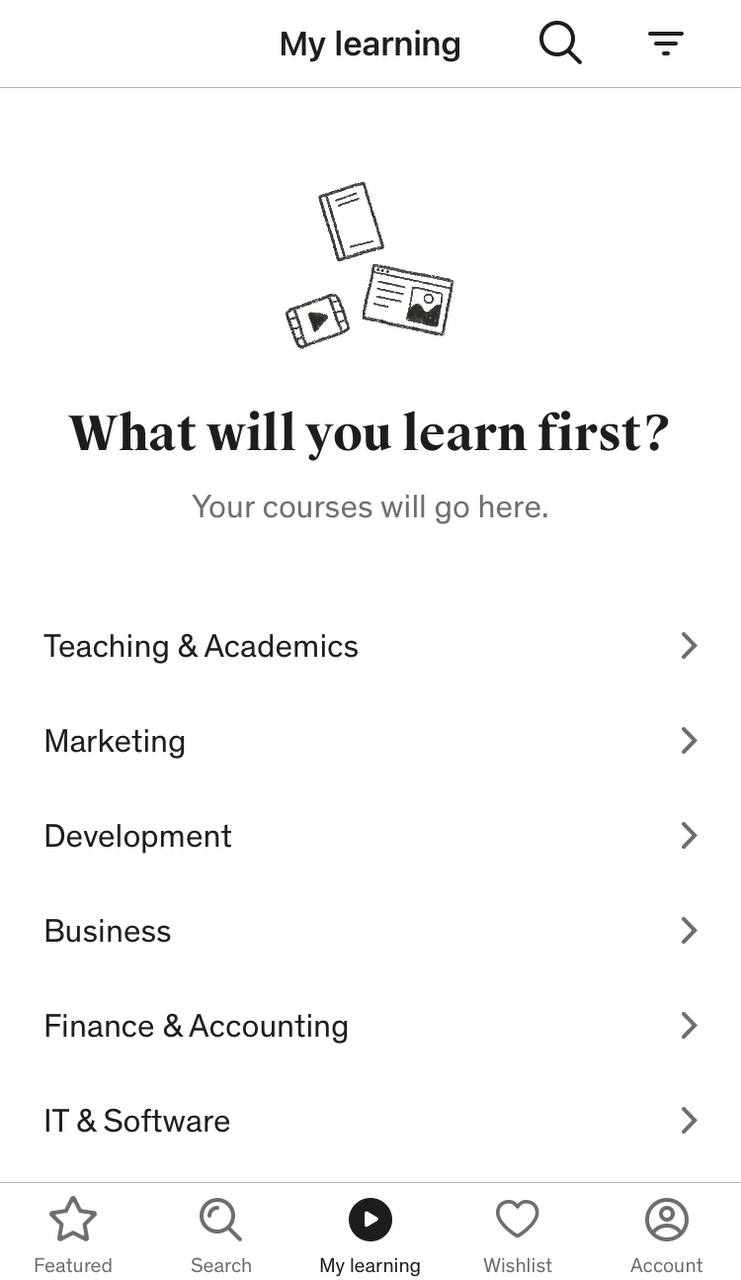 My learning
What will you learn first?
Your courses will go here.
Teaching & Academics
Marketing
Development
Business
Finance & Accounting
IT & Software
Featured
Search
My learning
Wishlist
Account